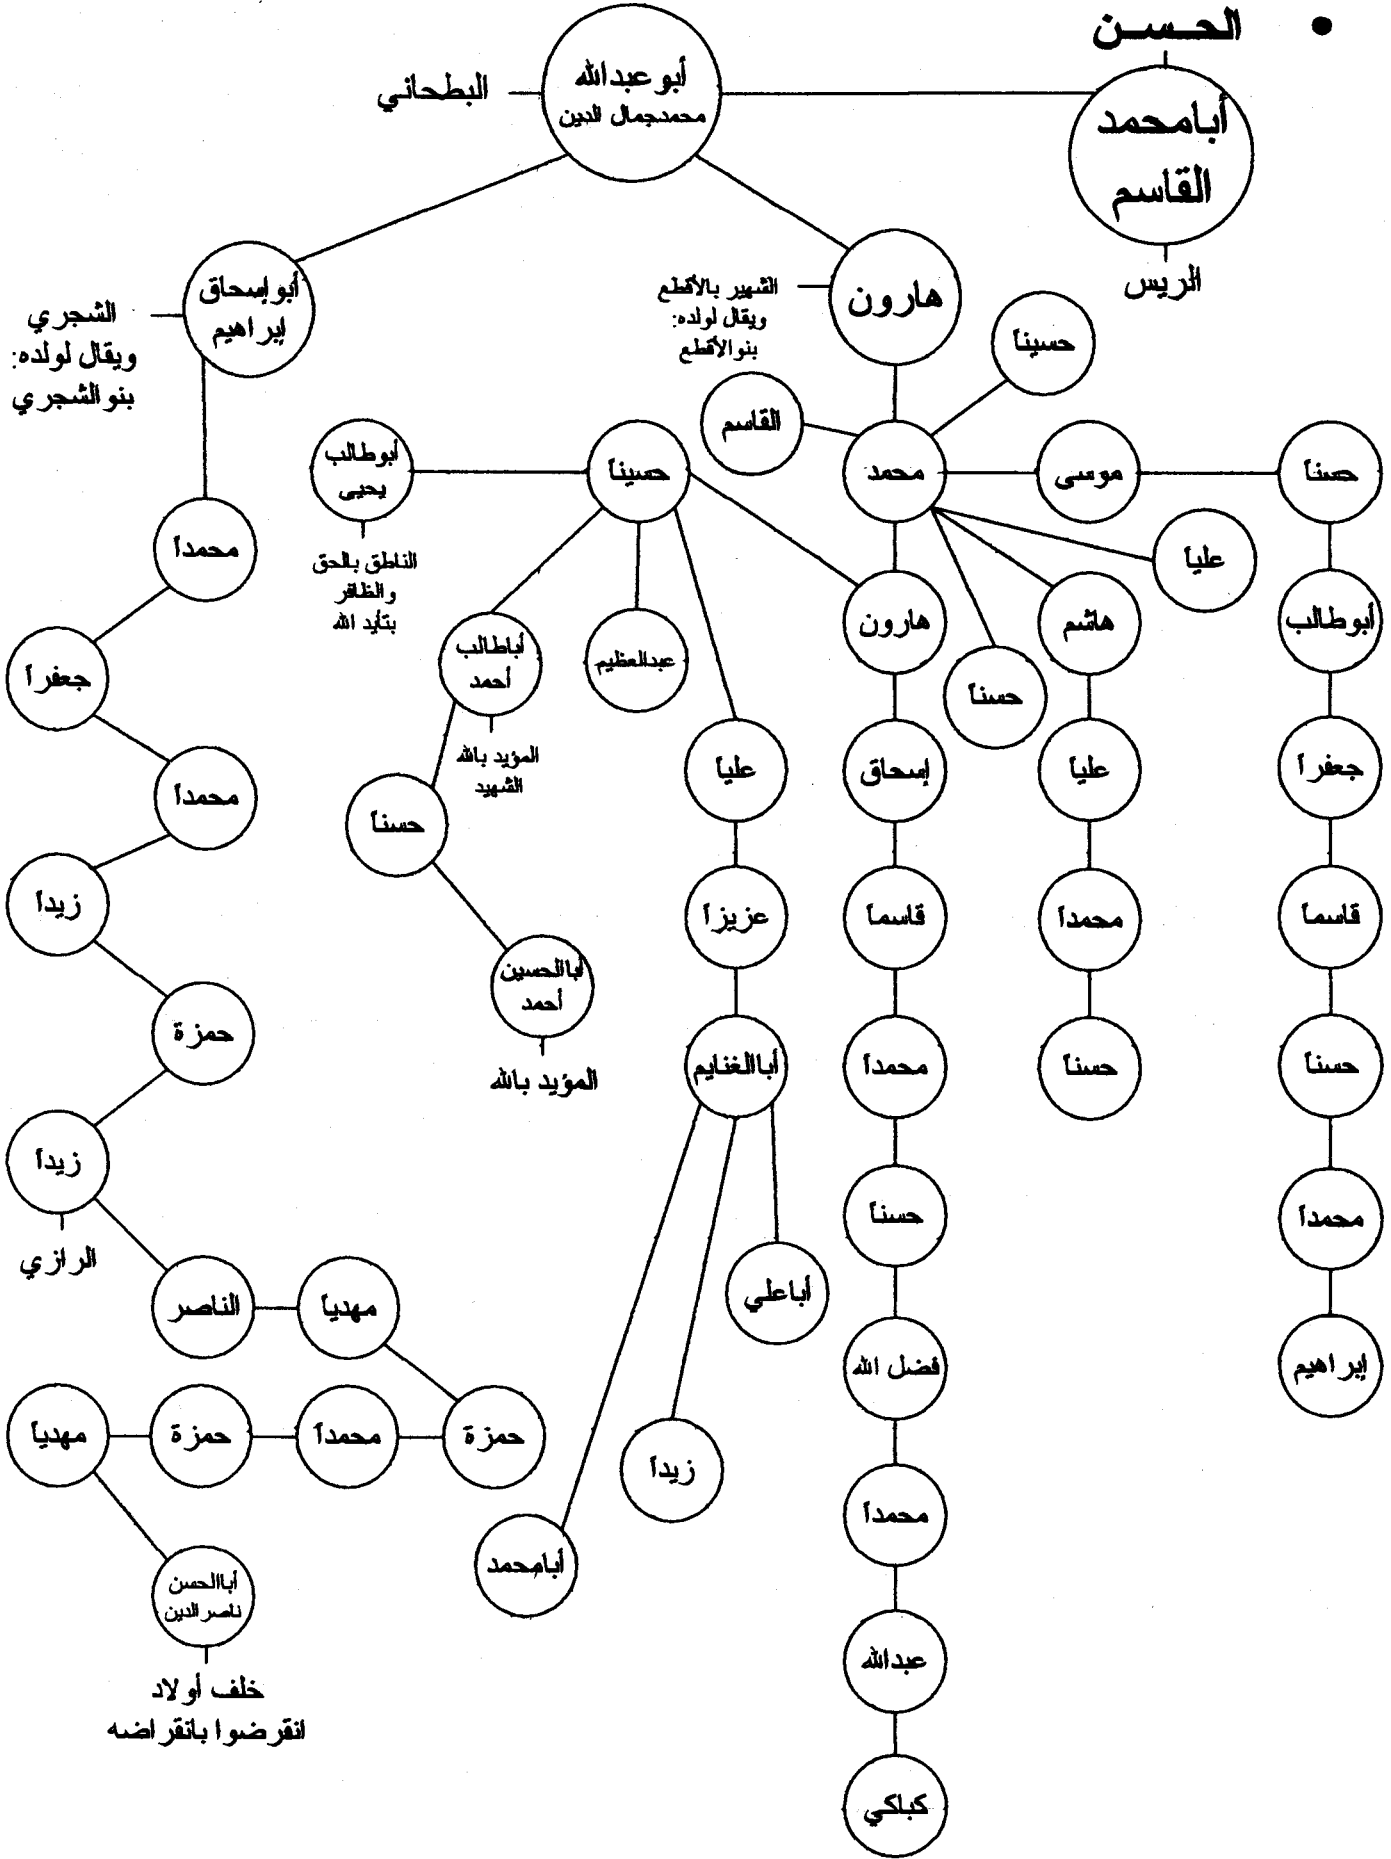 • الحسن
أبامحمد
القاسم
الريس
أبو عبدالله
محمدجمال الدين
البطحاني
هارون
الشهير بالأقطع
ويقال لولده:
بنو الأقطع
أبو إسحاق
إبراهيم
الشجري
ويقال لولده:
بنو الشجري
حسيناً
القاسم
محمد
موسى
حسناً
علياً
هاشم
حسناً
هارون
أبوطالب
جعفراً
قاسماً
حسناً
محمداً
إبراهيم
علياً
محمداً
حسناً
إسحاق
قاسماً
محمداً
حسناً
فضل الله
محمداً
عبدالله
كباكي
حسيناً
أبوطالب
يحيى
الناطق بالحق
والظافر
بتأيد الله
أباطالب
أحمد
المؤيد بالله
الشهيد
عبدالعظيم
علياً
عزيزاً
أباالغنايم
أباعلي
زيداً
أبامحمد
حسناً
أباالحسين
أحمد
المؤيد بالله
محمداً
جعفراً
محمداً
زيداً
حمزة
زيداً
الرازي
الناصر
مهدياً
حمزة
محمداً
حمزة
مهدياً
أباالحسن
ناصر الدين
خلف أولاد
انقرضوا بانقراضه